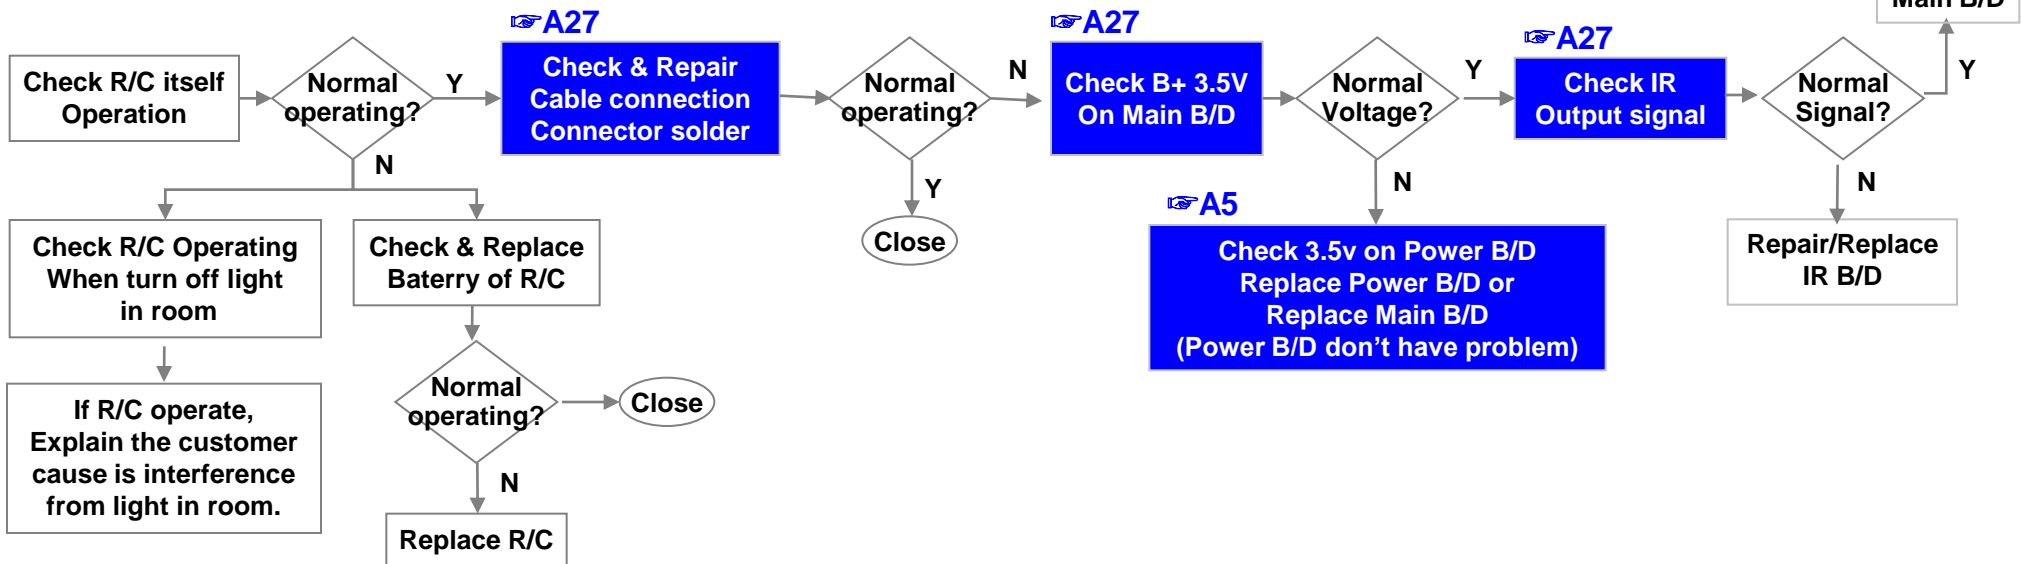 Main B/D
☞A27
☞A27
☞A27
Check R/C itself
Operation
Normal
operating?
Y
Check & Repair
Cable connection
Connector solder
Normal
operating?
N
Check B+ 3.5V
On Main B/D
Normal
Voltage?
Y
Check IR
Output signal
Normal
Signal?
Y
N
Y
Close
N
N
☞A5
Check R/C Operating
When turn off light
in room
Check & Replace
Baterry of R/C
Check 3.5v on Power B/D
Replace Power B/D or
Replace Main B/D
(Power B/D don’t have problem)
Repair/Replace
IR B/D
If R/C operate,
Explain the customer
cause is interference
from light in room.
Normal
operating?
Close
N
Replace R/C